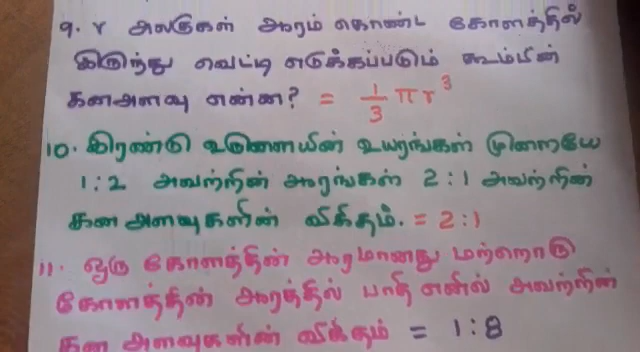 9. r அலகுகள் ஆரம் கொண்ட கோளத்தில்
இருந்து வெட்டி எடுக்கப்படும் கூம்பின்
கனஅளவு என்ன? = 1/3 πr³
10. இரண்டு உருளையின் உயரங்கள் முறையே
1:2 அவற்றின் ஆரங்கள் 2:1 அவற்றின்
கன அளவுகளின் விகிதம். = 2:1
11. ஒரு கோளத்தின் ஆரமானது மற்றொரு
கோளத்தின் ஆரத்தில் பாதி எனில் அவற்றின்
கன அளவுகளின் விகிதம் = 1:8